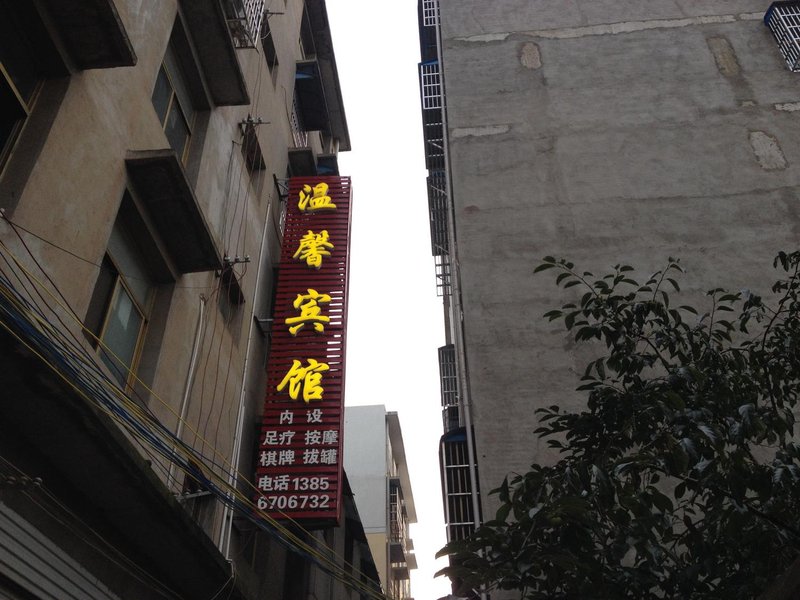 温馨宾馆
内设
足疗 按摩
棋牌 拔罐
电话1385
6706732